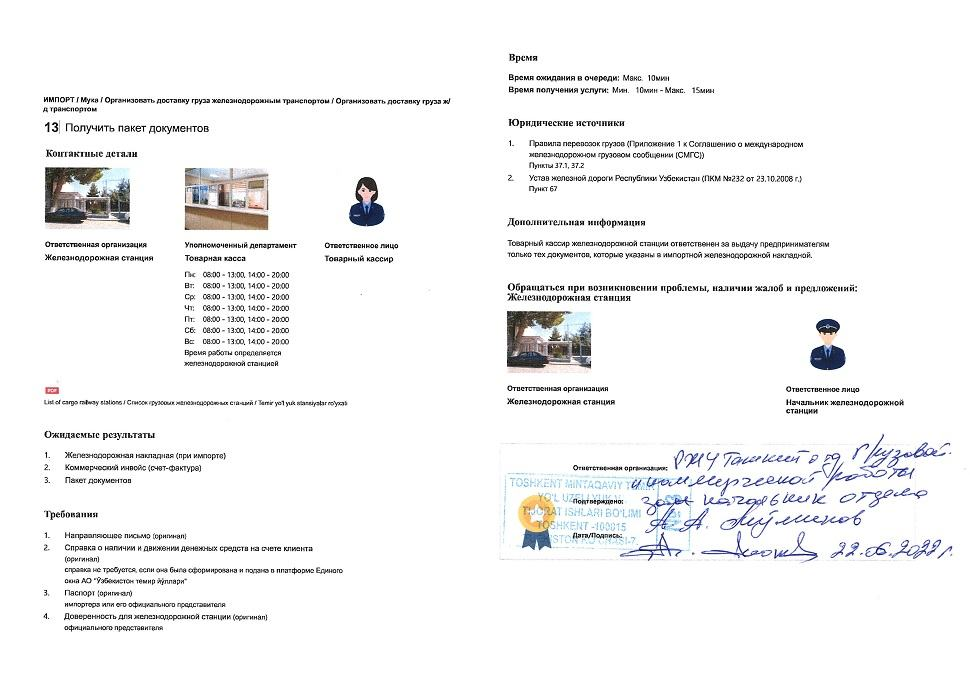 ИМПОРТ / Мука / Организовать доставку груза железнодорожным транспортом / Организовать доставку груза ж/
д транспортом
13 Получить пакет документов
Контактные детали
Ответственная организация
Железнодорожная станция
Уполномоченный департамент
Товарная касса
Пн: 08:00 - 13:00, 14:00 - 20:00
Вт: 08:00 - 13:00, 14:00 - 20:00
Ср: 08:00 - 13:00, 14:00 - 20:00
Чт: 08:00 - 13:00, 14:00 - 20:00
Пт: 08:00 - 13:00, 14:00 - 20:00
Сб: 08:00 - 13:00, 14:00 - 20:00
Вс: 08:00 - 13:00, 14:00 - 20:00
Время работы определяется
железнодорожной станцией
Ответственное лицо
Товарный кассир
PDF
List of cargo railway stations / Список грузовых железнодорожных станций / Temir yo'l yuk stansiyalar ro'yxati
Ожидаемые результаты
1. Железнодорожная накладная (при импорте)
2. Коммерческий инвойс (счет-фактура)
3. Пакет документов
Требования
1. Направляющее письмо (оригинал)
2. Справка о наличии и движении денежных средств на счете клиента
(оригинал)
справка не требуется, если она была сформирована и подана в платформе Единого
окна АО "Ўзбекистон темир йўллари"
3. Паспорт (оригинал)
импортера или его официального представителя
4. Доверенность для железнодорожной станции (оригинал)
официального представителя
Время
Время ожидания в очереди: Макс. 10мин
Время получения услуги: Мин. 10мин - Макс. 15мин
Юридические источники
1. Правила перевозок грузов (Приложение 1 к Соглашению о международном
железнодорожном грузовом сообщении (СМГС))
Пункты 37.1, 37.2
2. Устав железной дороги Республики Узбекистан (ПКМ №232 от 23.10.2008 г.)
Пункт 67
Дополнительная информация
Товарный кассир железнодорожной станции ответственен за выдачу предпринимателям
только тех документов, которые указаны в импортной железнодорожной накладной.
Обращаться при возникновении проблемы, наличии жалоб и предложений:
Железнодорожная станция
Ответственная организация
Железнодорожная станция
Ответственное лицо
Начальник железнодорожной
станции
Ответственная организация: РЖУ Ташкент отд. Грузовой
и коммерческой работы
Подтверждено: зам начальник отдела
А.А. Мўминов
Дата/Подпись: 22.06.2022 г.
TOSHKENT MINTAQAVIY TEMIR
YO'L UZELI YUK V
TIJORAT ISHLARI BO'LIMI
TOSHKENT -100015